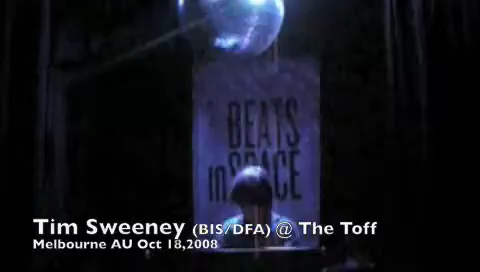 BEATS
in SPACE
Tim Sweeney (BIS/DFA) @ The Toff
Melbourne AU Oct 18,2008